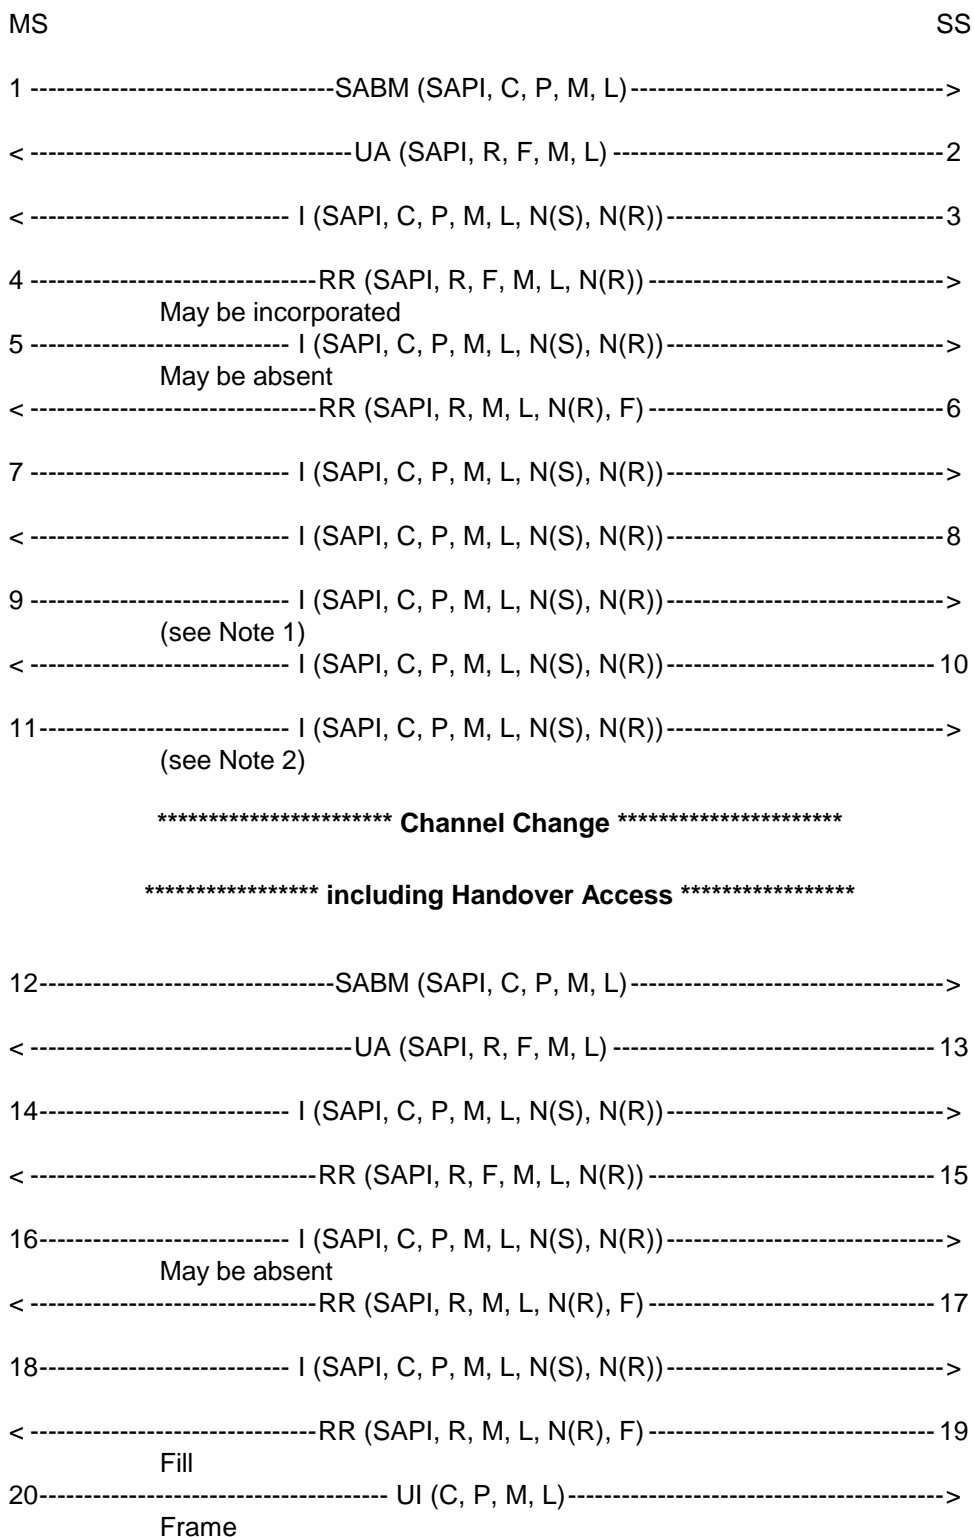 MS SS
1 ----------------------------------SABM (SAPI, C, P, M, L)----------------------------------->
< ------------------------------------UA (SAPI, R, F, M, L) -------------------------------------2
< ----------------------------- I (SAPI, C, P, M, L, N(S), N(R))-------------------------------3
4 --------------------------------RR (SAPI, R, F, M, L, N(R)) --------------------------------->
May be incorporated
5 ----------------------------- I (SAPI, C, P, M, L, N(S), N(R))------------------------------->
May be absent
< --------------------------------RR (SAPI, R, M, L, N(R), F) ---------------------------------6
7 ----------------------------- I (SAPI, C, P, M, L, N(S), N(R))------------------------------->
< ----------------------------- I (SAPI, C, P, M, L, N(S), N(R))-------------------------------8
9 ----------------------------- I (SAPI, C, P, M, L, N(S), N(R))------------------------------->
(see Note 1)
< ----------------------------- I (SAPI, C, P, M, L, N(S), N(R))------------------------------ 10
11---------------------------- I (SAPI, C, P, M, L, N(S), N(R))------------------------------->
(see Note 2)
*********************** Channel Change **********************
***************** including Handover Access *****************
12---------------------------------SABM (SAPI, C, P, M, L)----------------------------------->
< ------------------------------------UA (SAPI, R, F, M, L) ------------------------------------ 13
14---------------------------- I (SAPI, C, P, M, L, N(S), N(R))------------------------------->
< --------------------------------RR (SAPI, R, F, M, L, N(R)) -------------------------------- 15
16---------------------------- I (SAPI, C, P, M, L, N(S), N(R))------------------------------->
May be absent
< --------------------------------RR (SAPI, R, M, L, N(R), F) -------------------------------- 17
18---------------------------- I (SAPI, C, P, M, L, N(S), N(R))------------------------------->
< --------------------------------RR (SAPI, R, M, L, N(R), F) -------------------------------- 19
Fill
20--------------------------------------- UI (C, P, M, L)------------------------------------------>
Frame